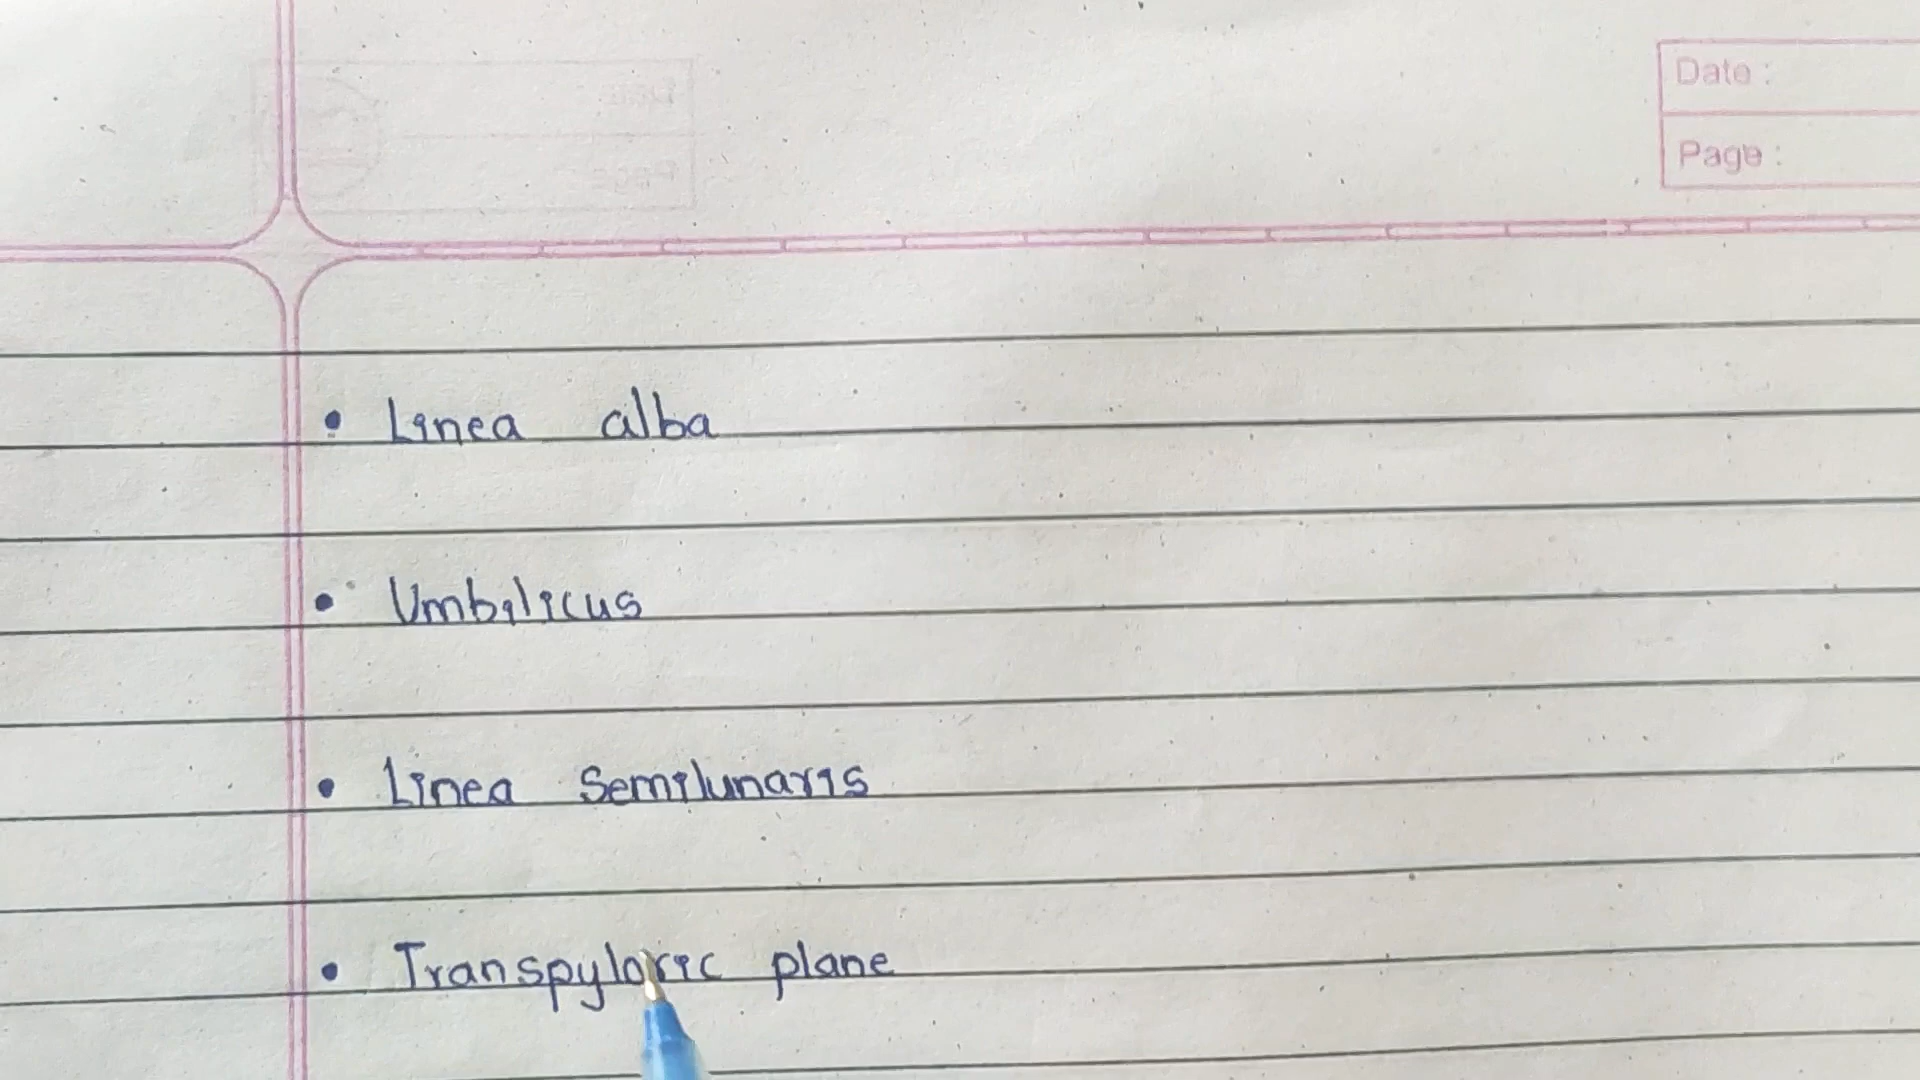 Date :
Page :
• Linea alba
• Umbilicus
• Linea Semilunaris
• Transpyloric plane